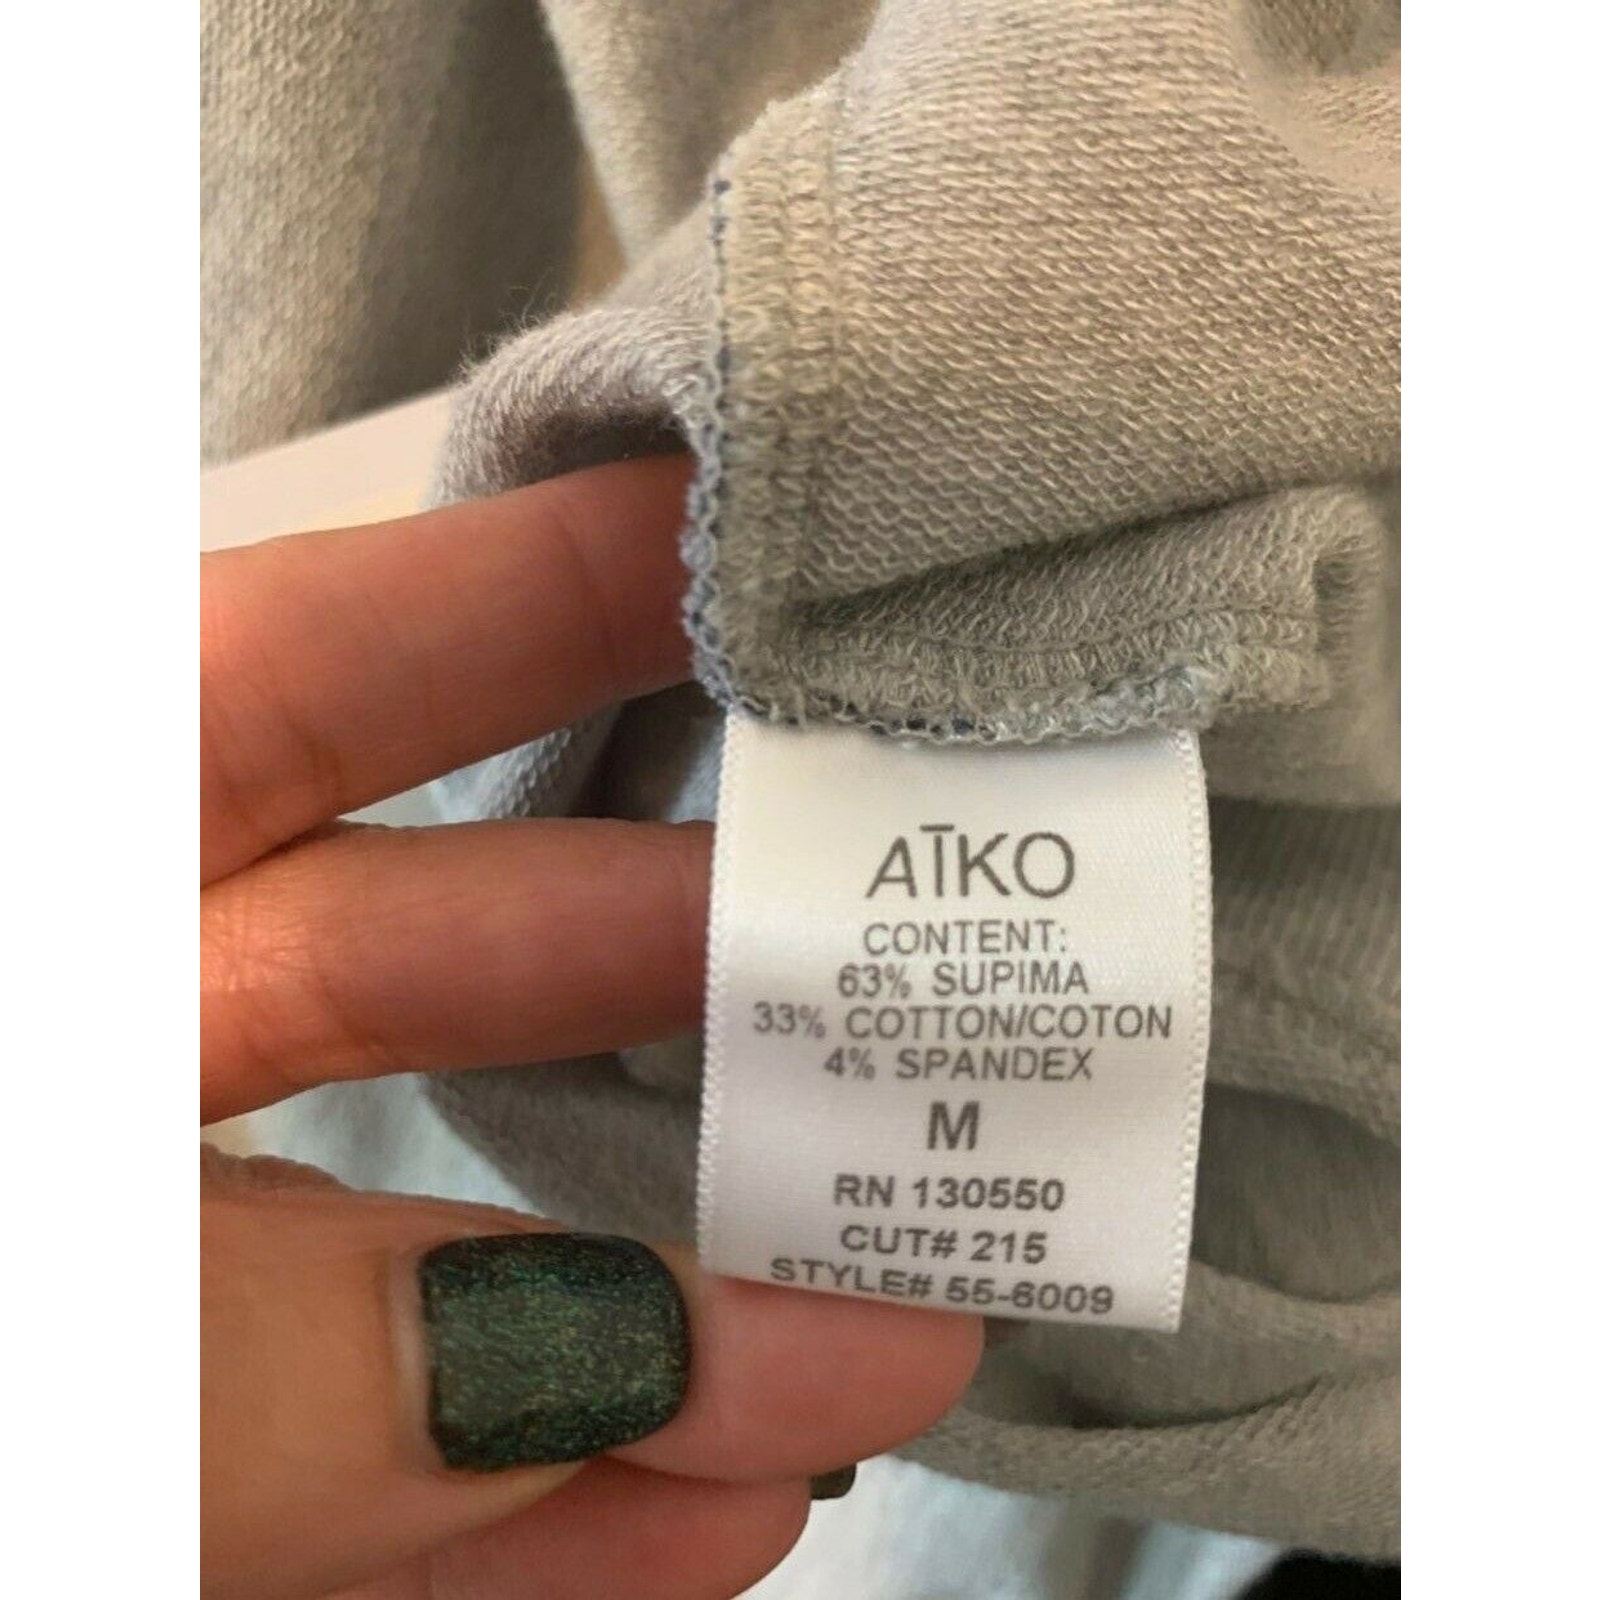 AĪKO
CONTENT:
63% SUPIMA
33% COTTON/COTON
4% SPANDEX
M
RN 130550
CUT# 215
STYLE# 55-6009